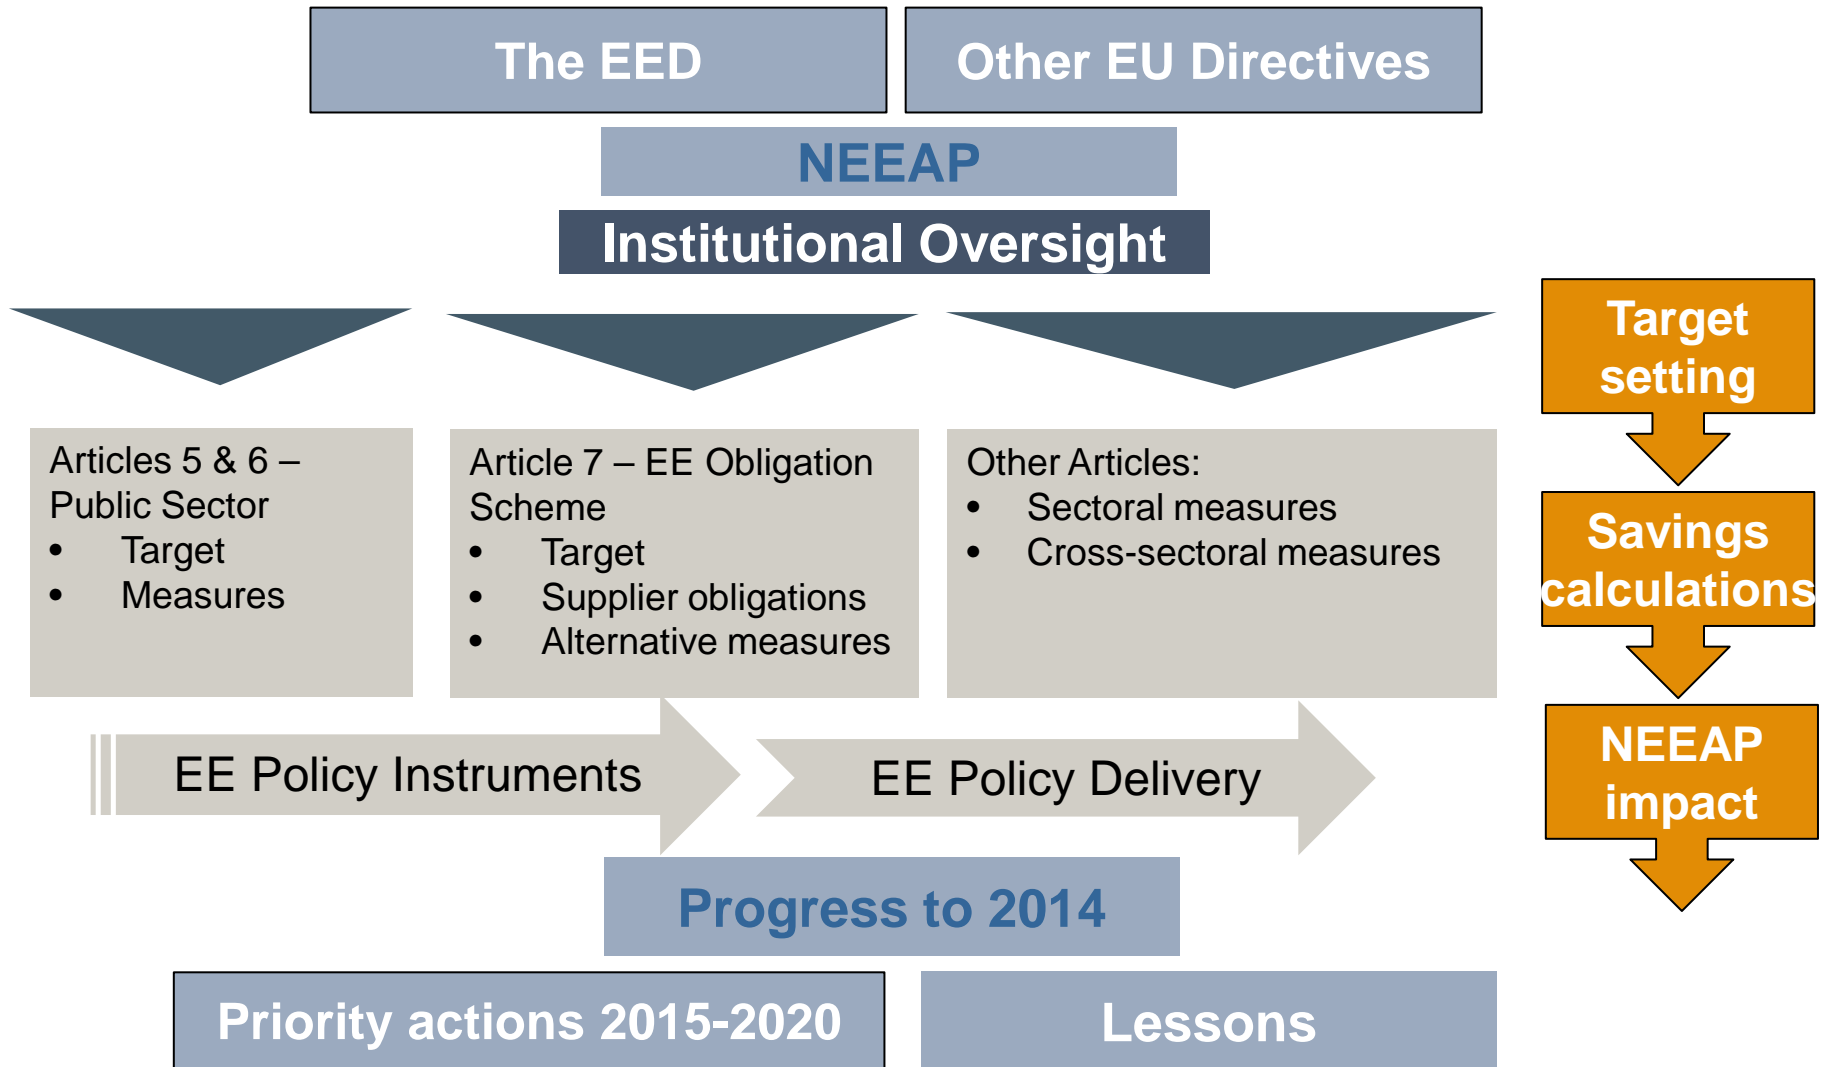 The EED
Other EU Directives
NEEAP
Institutional Oversight
Articles 5 & 6 –
Public Sector
• Target
• Measures
Article 7 – EE Obligation
Scheme
• Target
• Supplier obligations
• Alternative measures
Other Articles:
• Sectoral measures
• Cross-sectoral measures
Target
setting
Savings
calculations
NEEAP
impact
EE Policy Instruments
EE Policy Delivery
Progress to 2014
Priority actions 2015-2020
Lessons